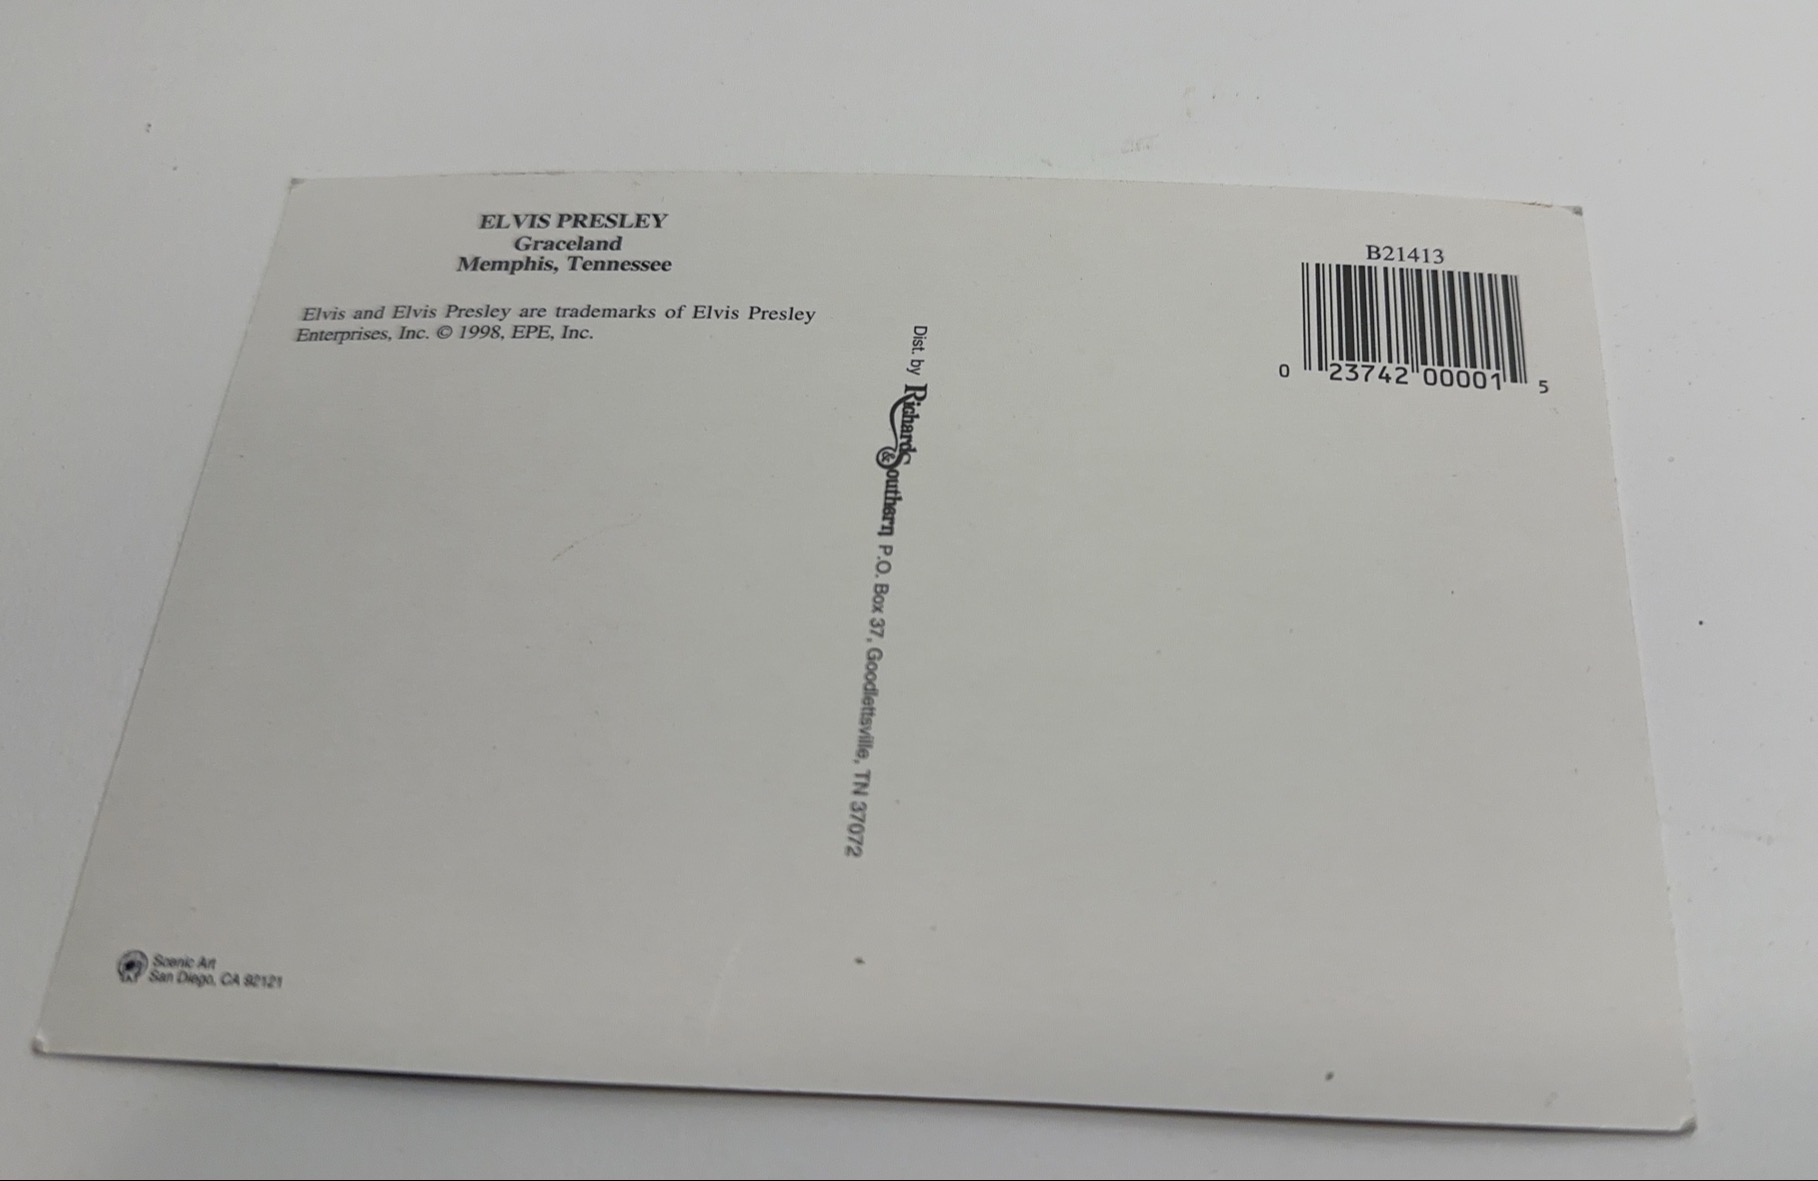 ELVIS PRESLEY
Graceland
Memphis, Tennessee
Elvis and Elvis Presley are trademarks of Elvis Presley
Enterprises, Inc. © 1998, EPE, Inc.
B21413
0 23742 00001 5
Dist. by Richards & Southern P.O. Box 37, Goodlettsville, TN 37072
Scenic Art
San Diego, CA 92121